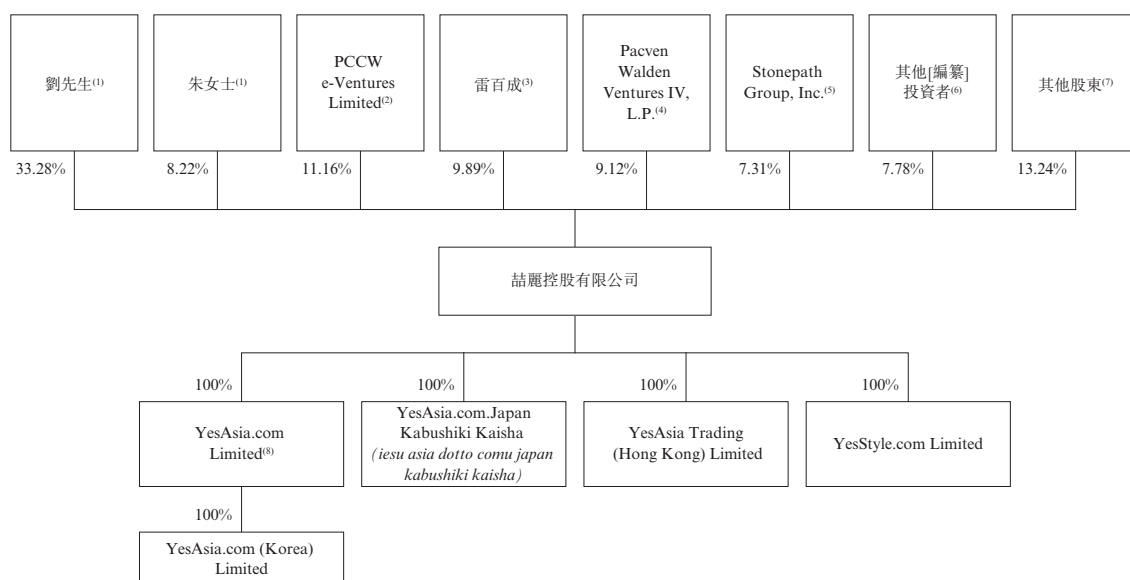 劉先生(1)
朱女士(1)
PCCW
e-Ventures
Limited(2)
雷百成(3)
Pacven
Walden
Ventures IV,
L.P.(4)
Stonepath
Group, Inc.(5)
其他[編纂]
投資者(6)
其他股東(7)
33.28%
8.22%
11.16%
9.89%
9.12%
7.31%
7.78%
13.24%
喆麗控股有限公司
100%
100%
100%
100%
YesAsia.com
Limited(8)
YesAsia.com.Japan
Kabushiki Kaisha
(iesu asia dotto comu japan
kabushiki kaisha)
YesAsia Trading
(Hong Kong) Limited
YesStyle.com Limited
100%
YesAsia.com (Korea)
Limited